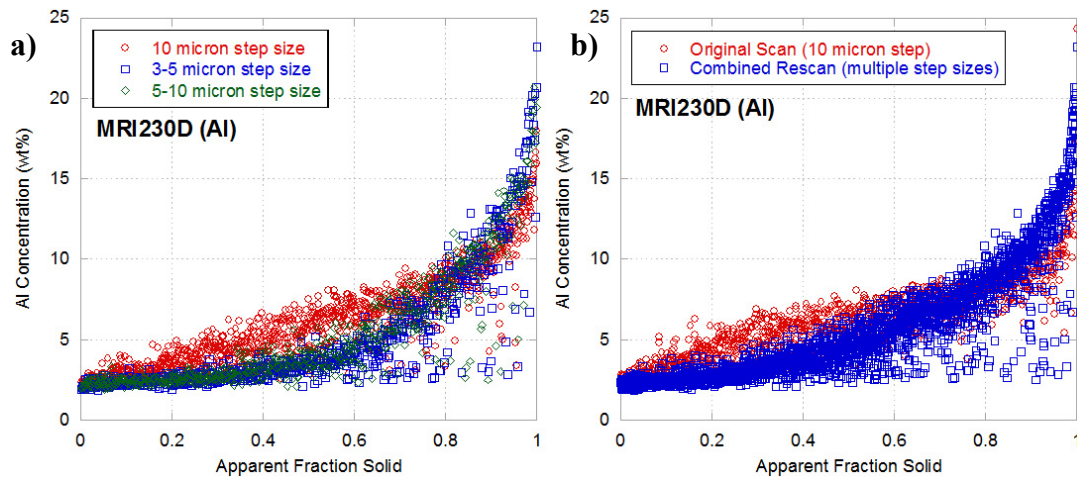 a)
25
20
15
10
5
0
Al Concentration (wt%)
10 micron step size
3-5 micron step size
5-10 micron step size
MRI230D (Al)
0 0.2 0.4 0.6 0.8 1
Apparent Fraction Solid
b)
25
20
15
10
5
0
Al Concentration (wt%)
Original Scan (10 micron step)
Combined Rescan (multiple step sizes)
MRI230D (Al)
0 0.2 0.4 0.6 0.8 1
Apparent Fraction Solid